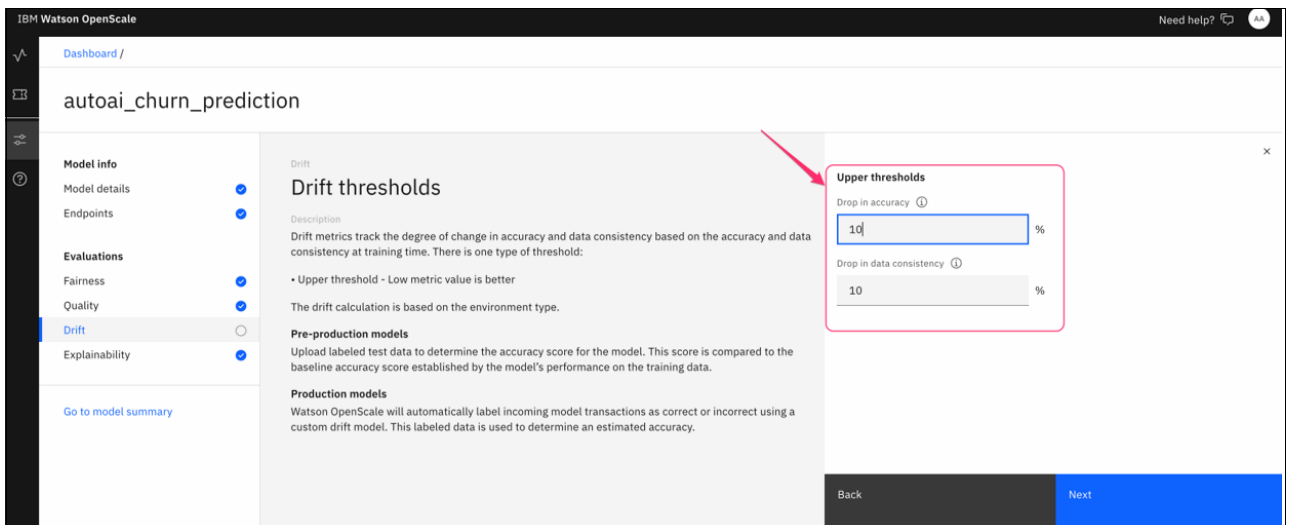 IBM Watson OpenScale
Need help?
AA
Dashboard /
autoai_churn_prediction
Model info
Model details
Endpoints
Evaluations
Fairness
Quality
Drift
Explainability
Go to model summary
Drift
Drift thresholds
Description
Drift metrics track the degree of change in accuracy and data consistency based on the accuracy and data
consistency at training time. There is one type of threshold:
• Upper threshold - Low metric value is better
The drift calculation is based on the environment type.
Pre-production models
Upload labeled test data to determine the accuracy score for the model. This score is compared to the
baseline accuracy score established by the model's performance on the training data.
Production models
Watson OpenScale will automatically label incoming model transactions as correct or incorrect using a
custom drift model. This labeled data is used to determine an estimated accuracy.
Upper thresholds
Drop in accuracy
10 %
Drop in data consistency
10 %
Back
Next